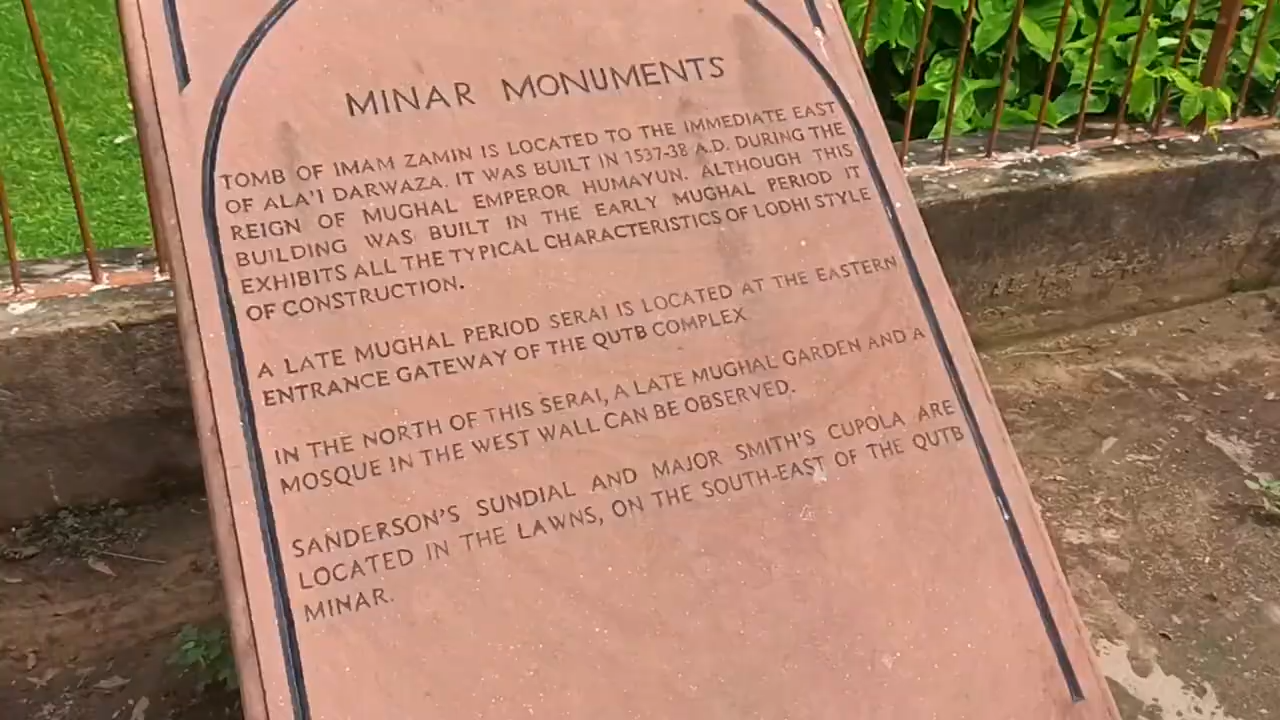 MINAR MONUMENTS
TOMB OF IMAM ZAMIN IS LOCATED TO THE IMMEDIATE EAST
OF ALA'I DARWAZA. IT WAS BUILT IN 1537-38 A.D. DURING THE
REIGN OF MUGHAL EMPEROR HUMAYUN. ALTHOUGH THIS
BUILDING WAS BUILT IN THE EARLY MUGHAL PERIOD IT
EXHIBITS ALL THE TYPICAL CHARACTERISTICS OF LODHI STYLE
OF CONSTRUCTION.
A LATE MUGHAL PERIOD SERAI IS LOCATED AT THE EASTERN
ENTRANCE GATEWAY OF THE QUTB COMPLEX
IN THE NORTH OF THIS SERAI, A LATE MUGHAL GARDEN AND A
MOSQUE IN THE WEST WALL CAN BE OBSERVED.
SANDERSON'S SUNDIAL AND MAJOR SMITH'S CUPOLA ARE
LOCATED IN THE LAWNS, ON THE SOUTH-EAST OF THE QUTB
MINAR.